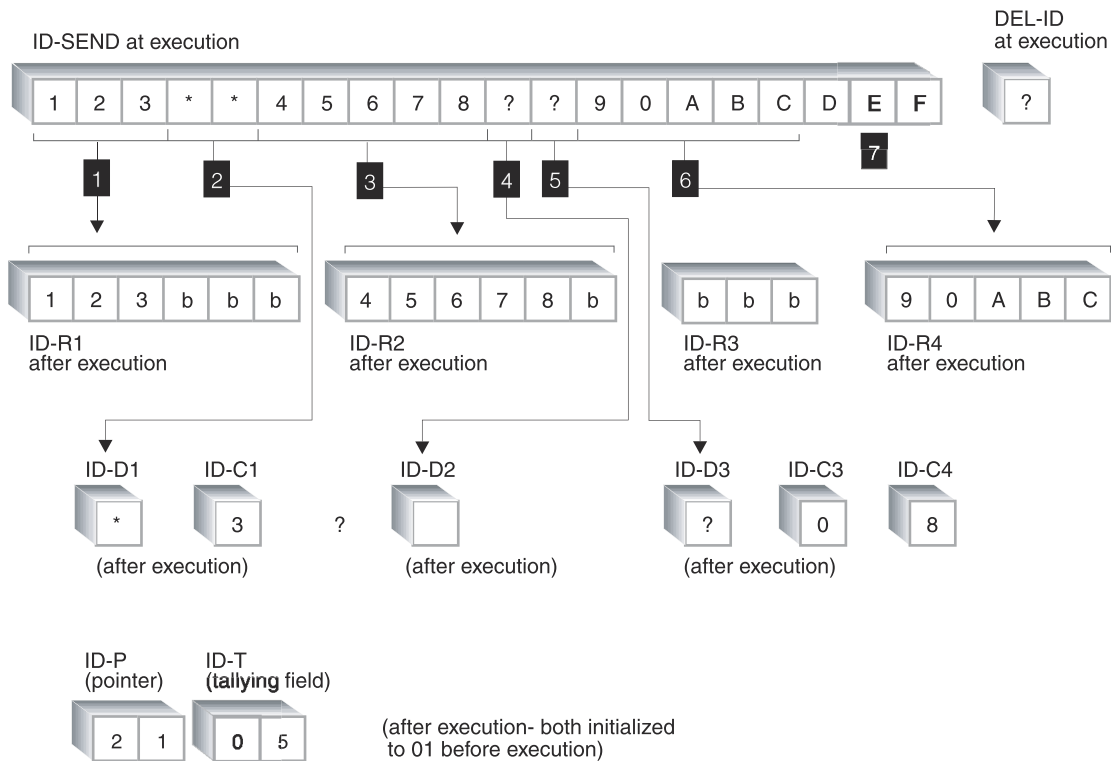 DEL-ID
ID-SEND at execution
at execution
1 2 3 * * 4 5 6 7 8 ? ? 9 0 A B C D E F
?
7
1 2 3 4 5 6
1 2 3 b b b
4 5 6 7 8 b
b b b
9 0 A B C
ID-R1
after execution
ID-R2
after execution
ID-R3
after execution
ID-R4
after execution
ID-D1 ID-C1 ID-D2 ID-D3 ID-C3 ID-C4
* 3 ? ? 0 8
(after execution) (after execution) (after execution)
ID-P
(pointer)
ID-T
(tallying field)
2 1
0 5
(after execution- both initialized
to 01 before execution)